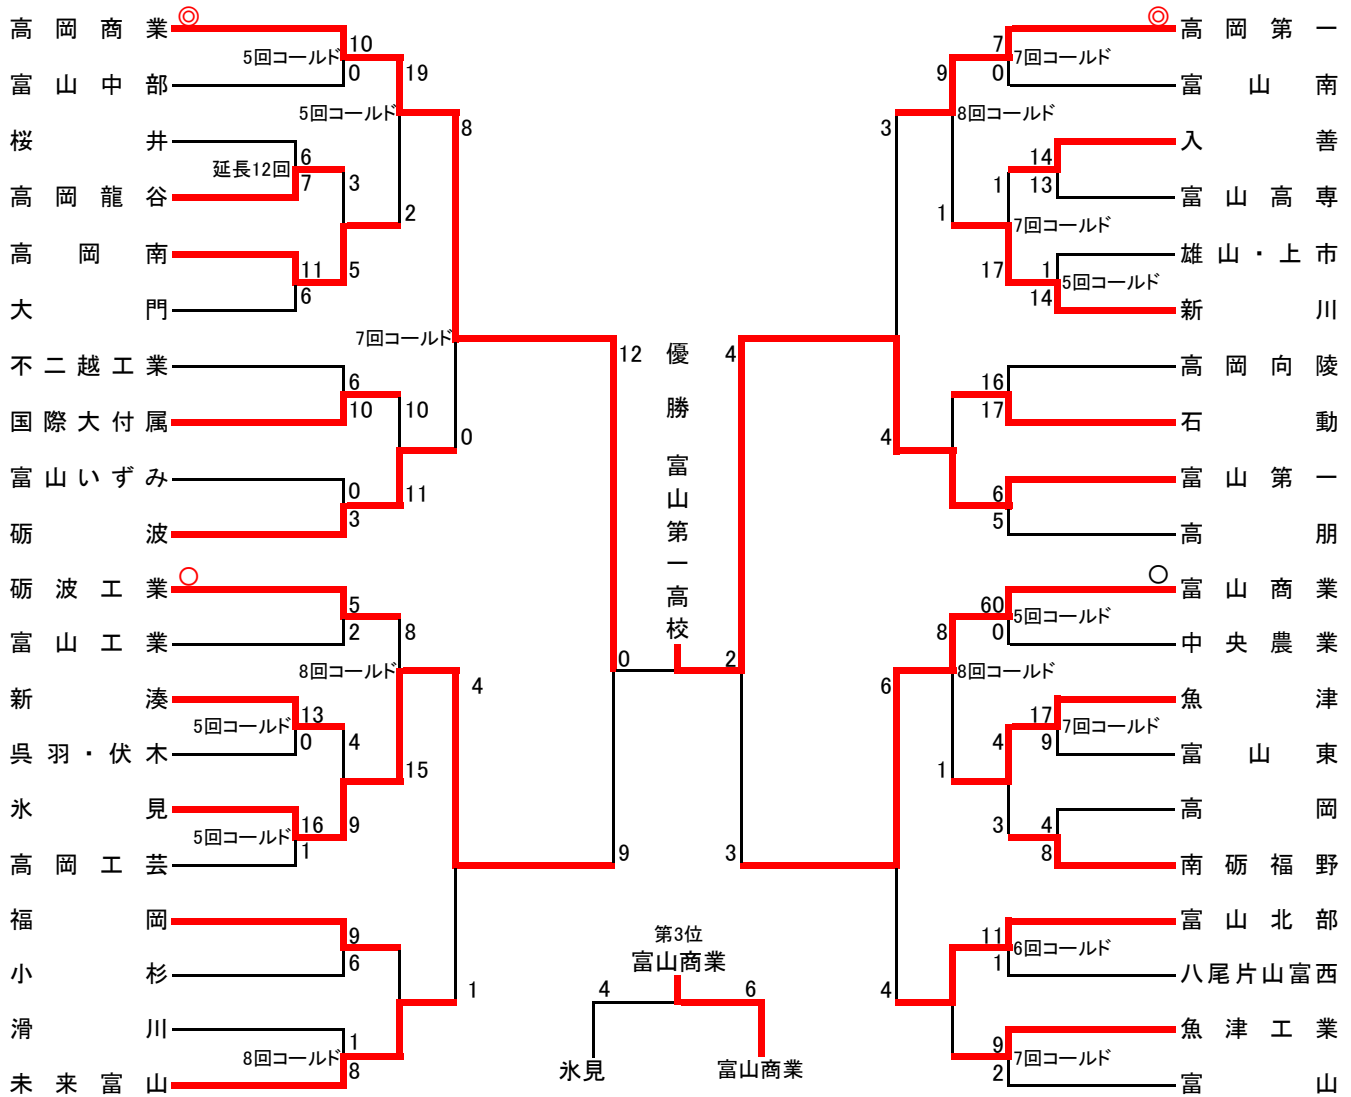 ◎
高岡商業
10
5回コールド
0
19
富山中部
5回コールド
8
桜井
6
延長12回
7
3
高岡龍谷
2
高岡南
11
5
6
大門
7回コールド
12
不二越工業
6
10
10
国際大付属
0
富山いずみ
0
11
3
砺波
○
砺波工業
5
2
8
富山工業
8回コールド
0
4
新湊
13
5回コールド
0
4
呉羽・伏木
15
氷見
16
9
5回コールド
1
高岡工芸
9
福岡
9
6
小杉
1
滑川
1
8回コールド
8
未来富山
優勝 富山第一高校
第3位
富山商業
4
6
氷見
富山商業
◎
高岡第一
7
7回コールド
0
9
富山南
8回コールド
3
入善
14
13
1
富山高専
1
7回コールド
雄山・上市
17
1
5回コールド
14
新川
4
高岡向陵
16
17
石動
4
富山第一
6
5
高朋
○
富山商業
60
5回コールド
0
8
中央農業
8回コールド
2
6
魚津
17
7回コールド
4
9
富山東
1
高岡
3
4
8
南砺福野
3
富山北部
11
6回コールド
1
八尾片山富西
4
魚津工業
9
7回コールド
2
富山